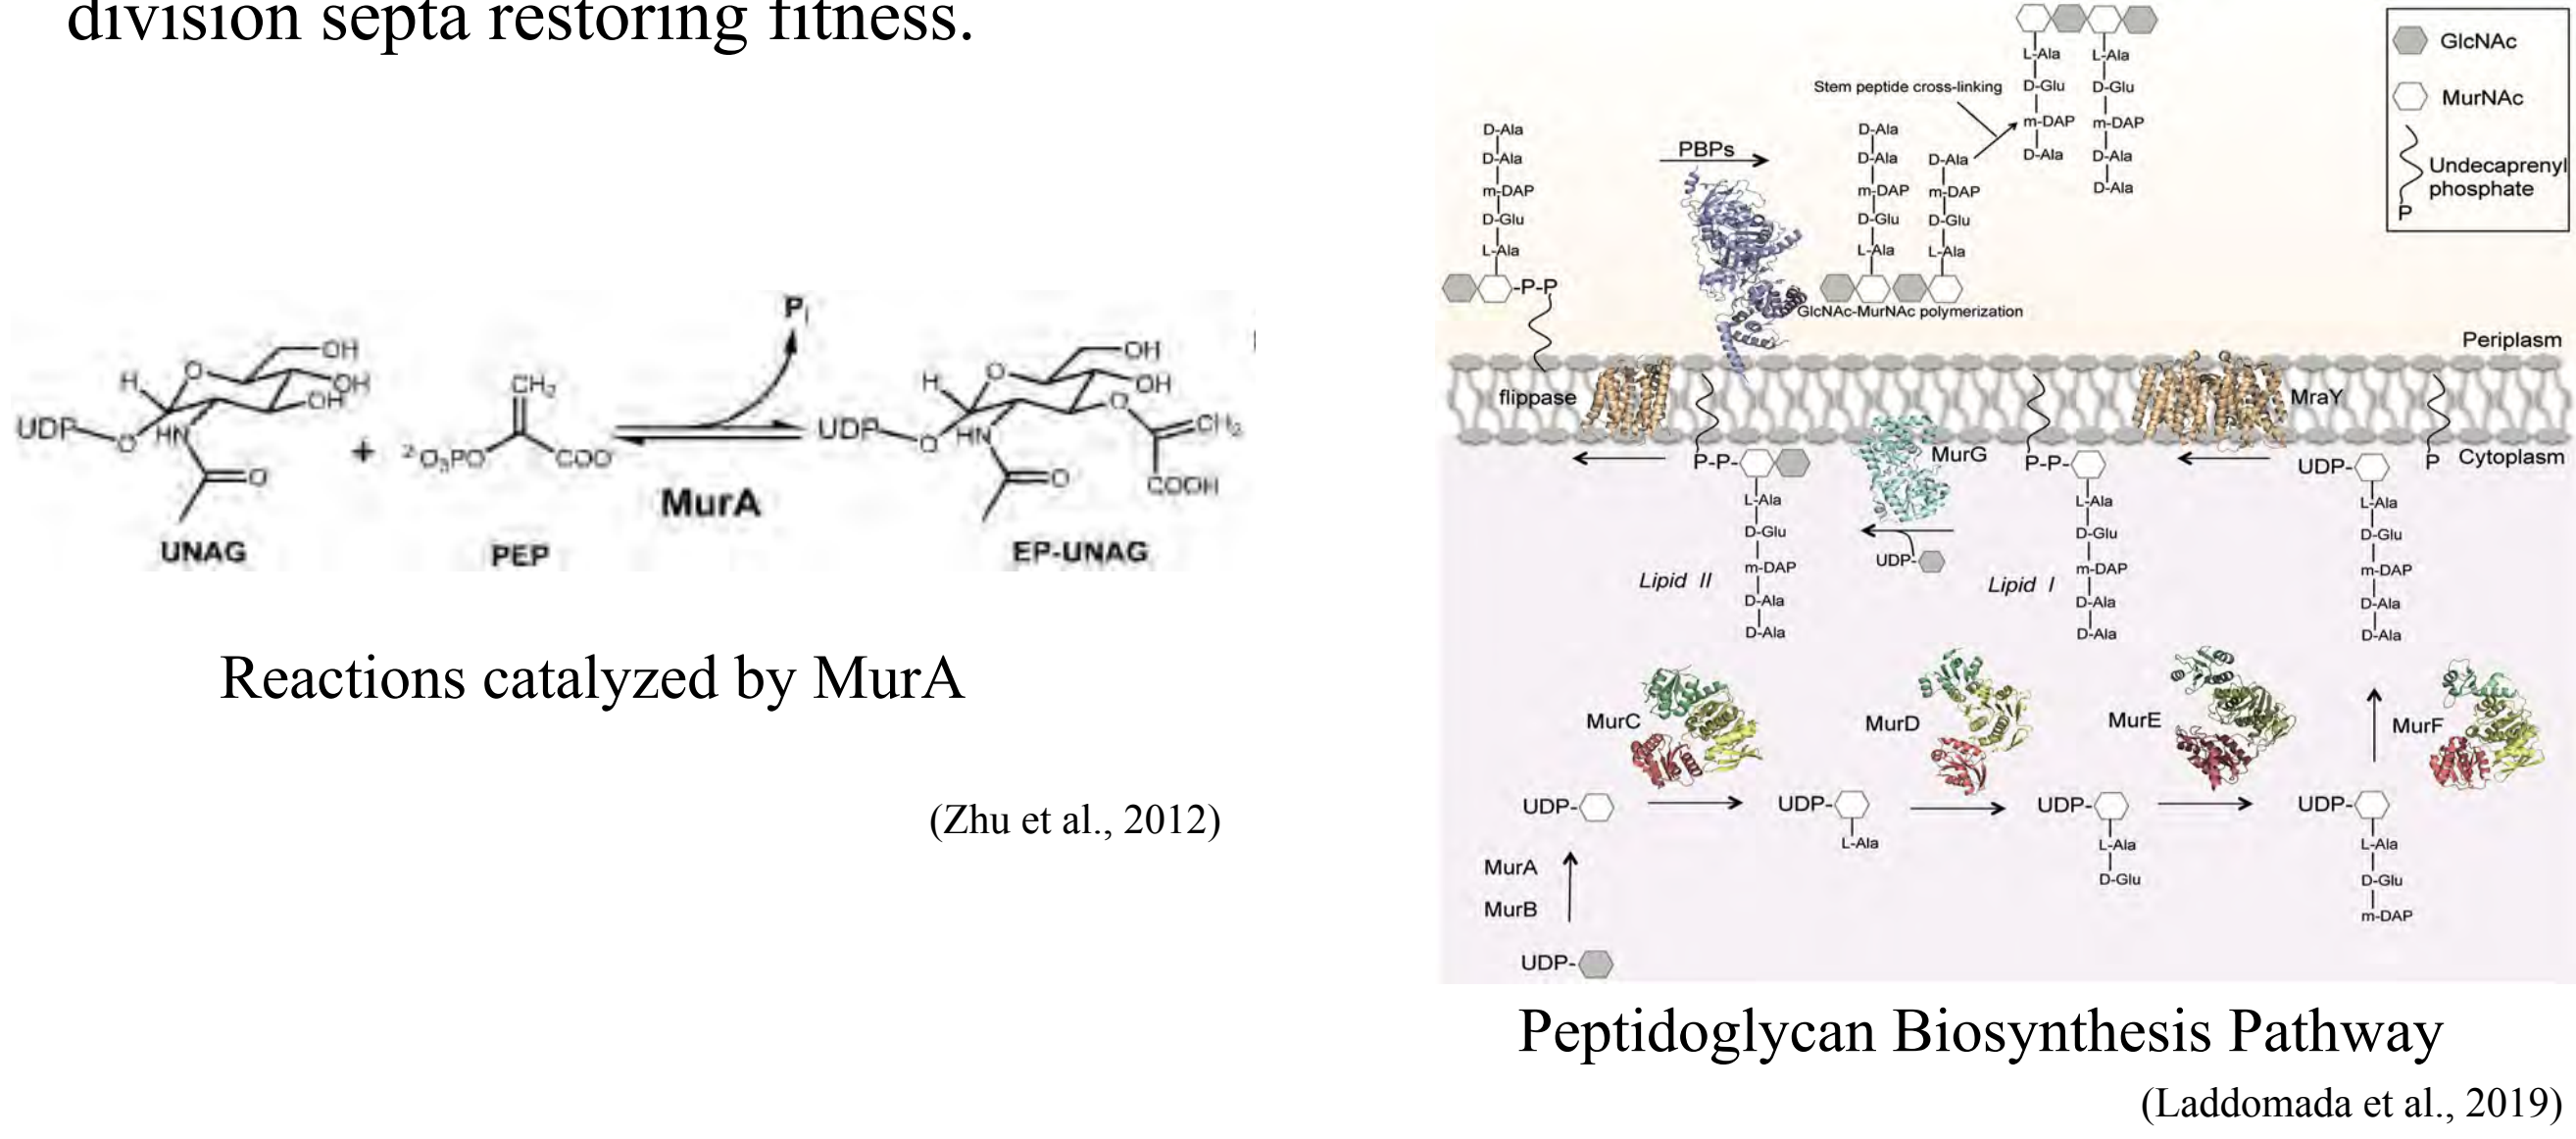 division septa restoring fitness.
Pi
OH
O
H
OH
OH
UDP
O
HN
O
+
CH2
2-O3PO
COO
MurA
OH
O
H
OH
O
UDP
O
HN
O
CH2
COOH
UNAG
PEP
EP-UNAG
Reactions catalyzed by MurA
(Zhu et al., 2012)
GlcNAc
MurNAc
Undecaprenyl
phosphate
P
L-Ala
D-Glu
m-DAP
D-Ala
L-Ala
D-Glu
m-DAP
D-Ala
D-Ala
Stem peptide cross-linking
D-Ala
D-Ala
m-DAP
D-Glu
L-Ala
-P-P
PBPs
D-Ala
D-Ala
m-DAP
D-Glu
L-Ala
D-Ala
m-DAP
D-Glu
L-Ala
GlcNAc-MurNAc polymerization
Periplasm
flippase
MraY
Cytoplasm
P-P-
L-Ala
D-Glu
m-DAP
D-Ala
D-Ala
Lipid II
MurG
UDP-
P-P-
L-Ala
D-Glu
m-DAP
D-Ala
D-Ala
Lipid I
UDP-
L-Ala
D-Glu
m-DAP
D-Ala
D-Ala
P
MurC
MurD
MurE
MurF
UDP-
UDP-
L-Ala
UDP-
L-Ala
D-Glu
UDP-
L-Ala
D-Glu
m-DAP
MurA
MurB
UDP-
Peptidoglycan Biosynthesis Pathway
(Laddomada et al., 2019)